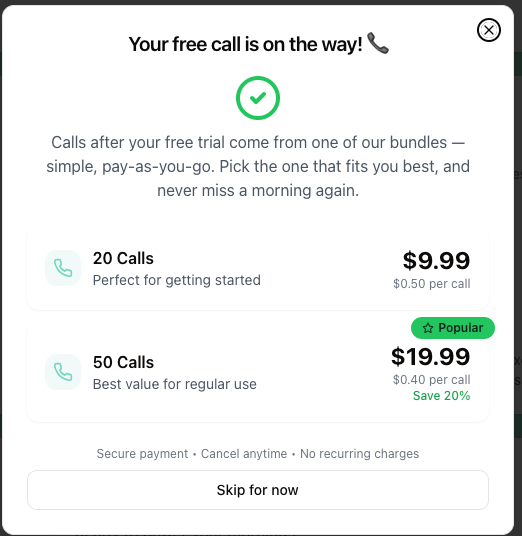 Your free call is on the way! 📞
Calls after your free trial come from one of our bundles —
simple, pay-as-you-go. Pick the one that fits you best, and
never miss a morning again.
20 Calls
Perfect for getting started
$9.99
$0.50 per call
Popular
50 Calls
Best value for regular use
$19.99
$0.40 per call
Save 20%
Secure payment • Cancel anytime • No recurring charges
Skip for now